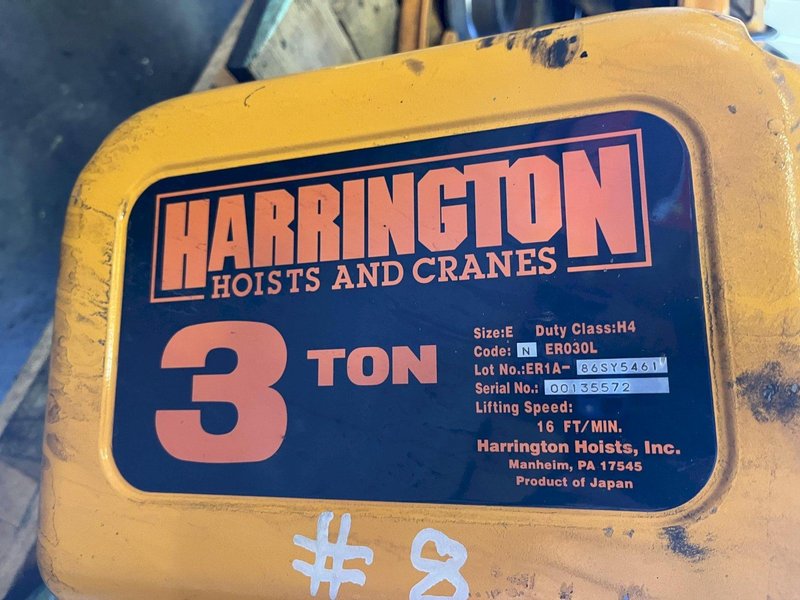 HARRINGTON
HOISTS AND CRANES
3 TON
Size:E Duty Class:H4
Code: N ER030L
Lot No.:ER1A- 86SY5461
Serial No.: 00135572
Lifting Speed:
16 FT/MIN.
Harrington Hoists, Inc.
Manheim, PA 17545
Product of Japan
# 8